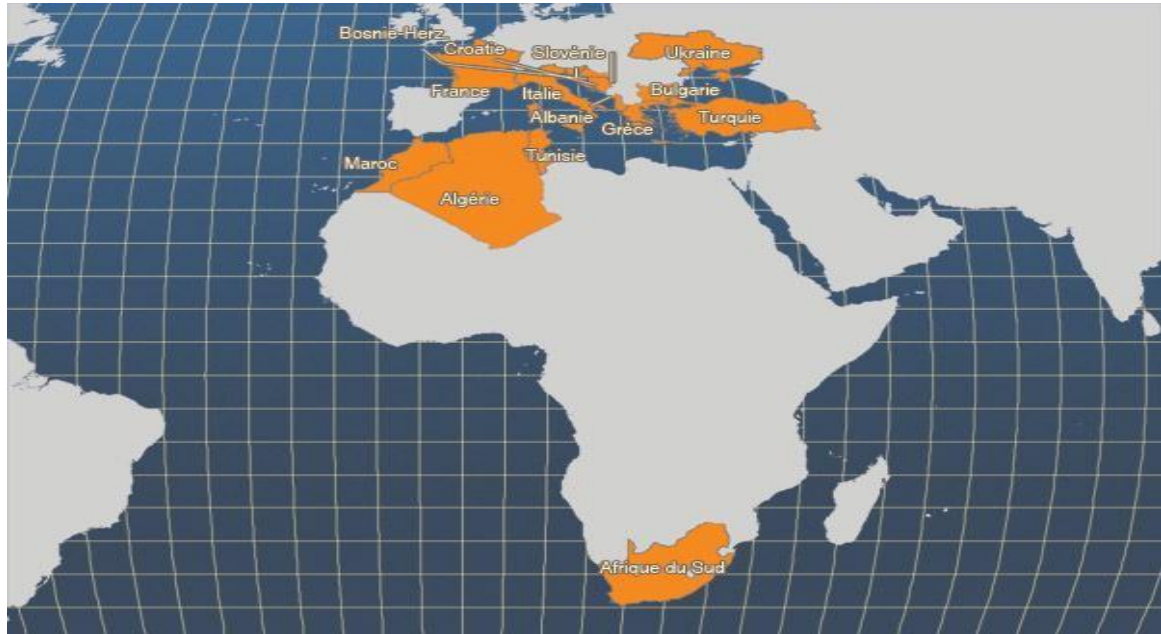 Bosnie-Herz.
Croatie
Slovénie
Ukraine
France
Italie
Bulgarie
Albanie
Grèce
Turquie
Maroc
Tunisie
Algérie
Afrique du Sud